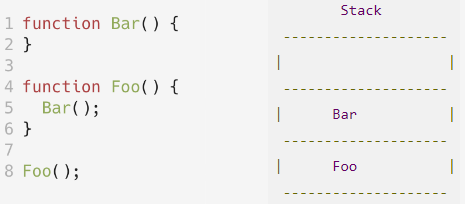 1 function Bar() {
2 }
3
4 function Foo() {
5   Bar();
6 }
7
8 Foo();
Stack
--------------------
|                    |
--------------------
|      Bar           |
--------------------
|      Foo           |
--------------------